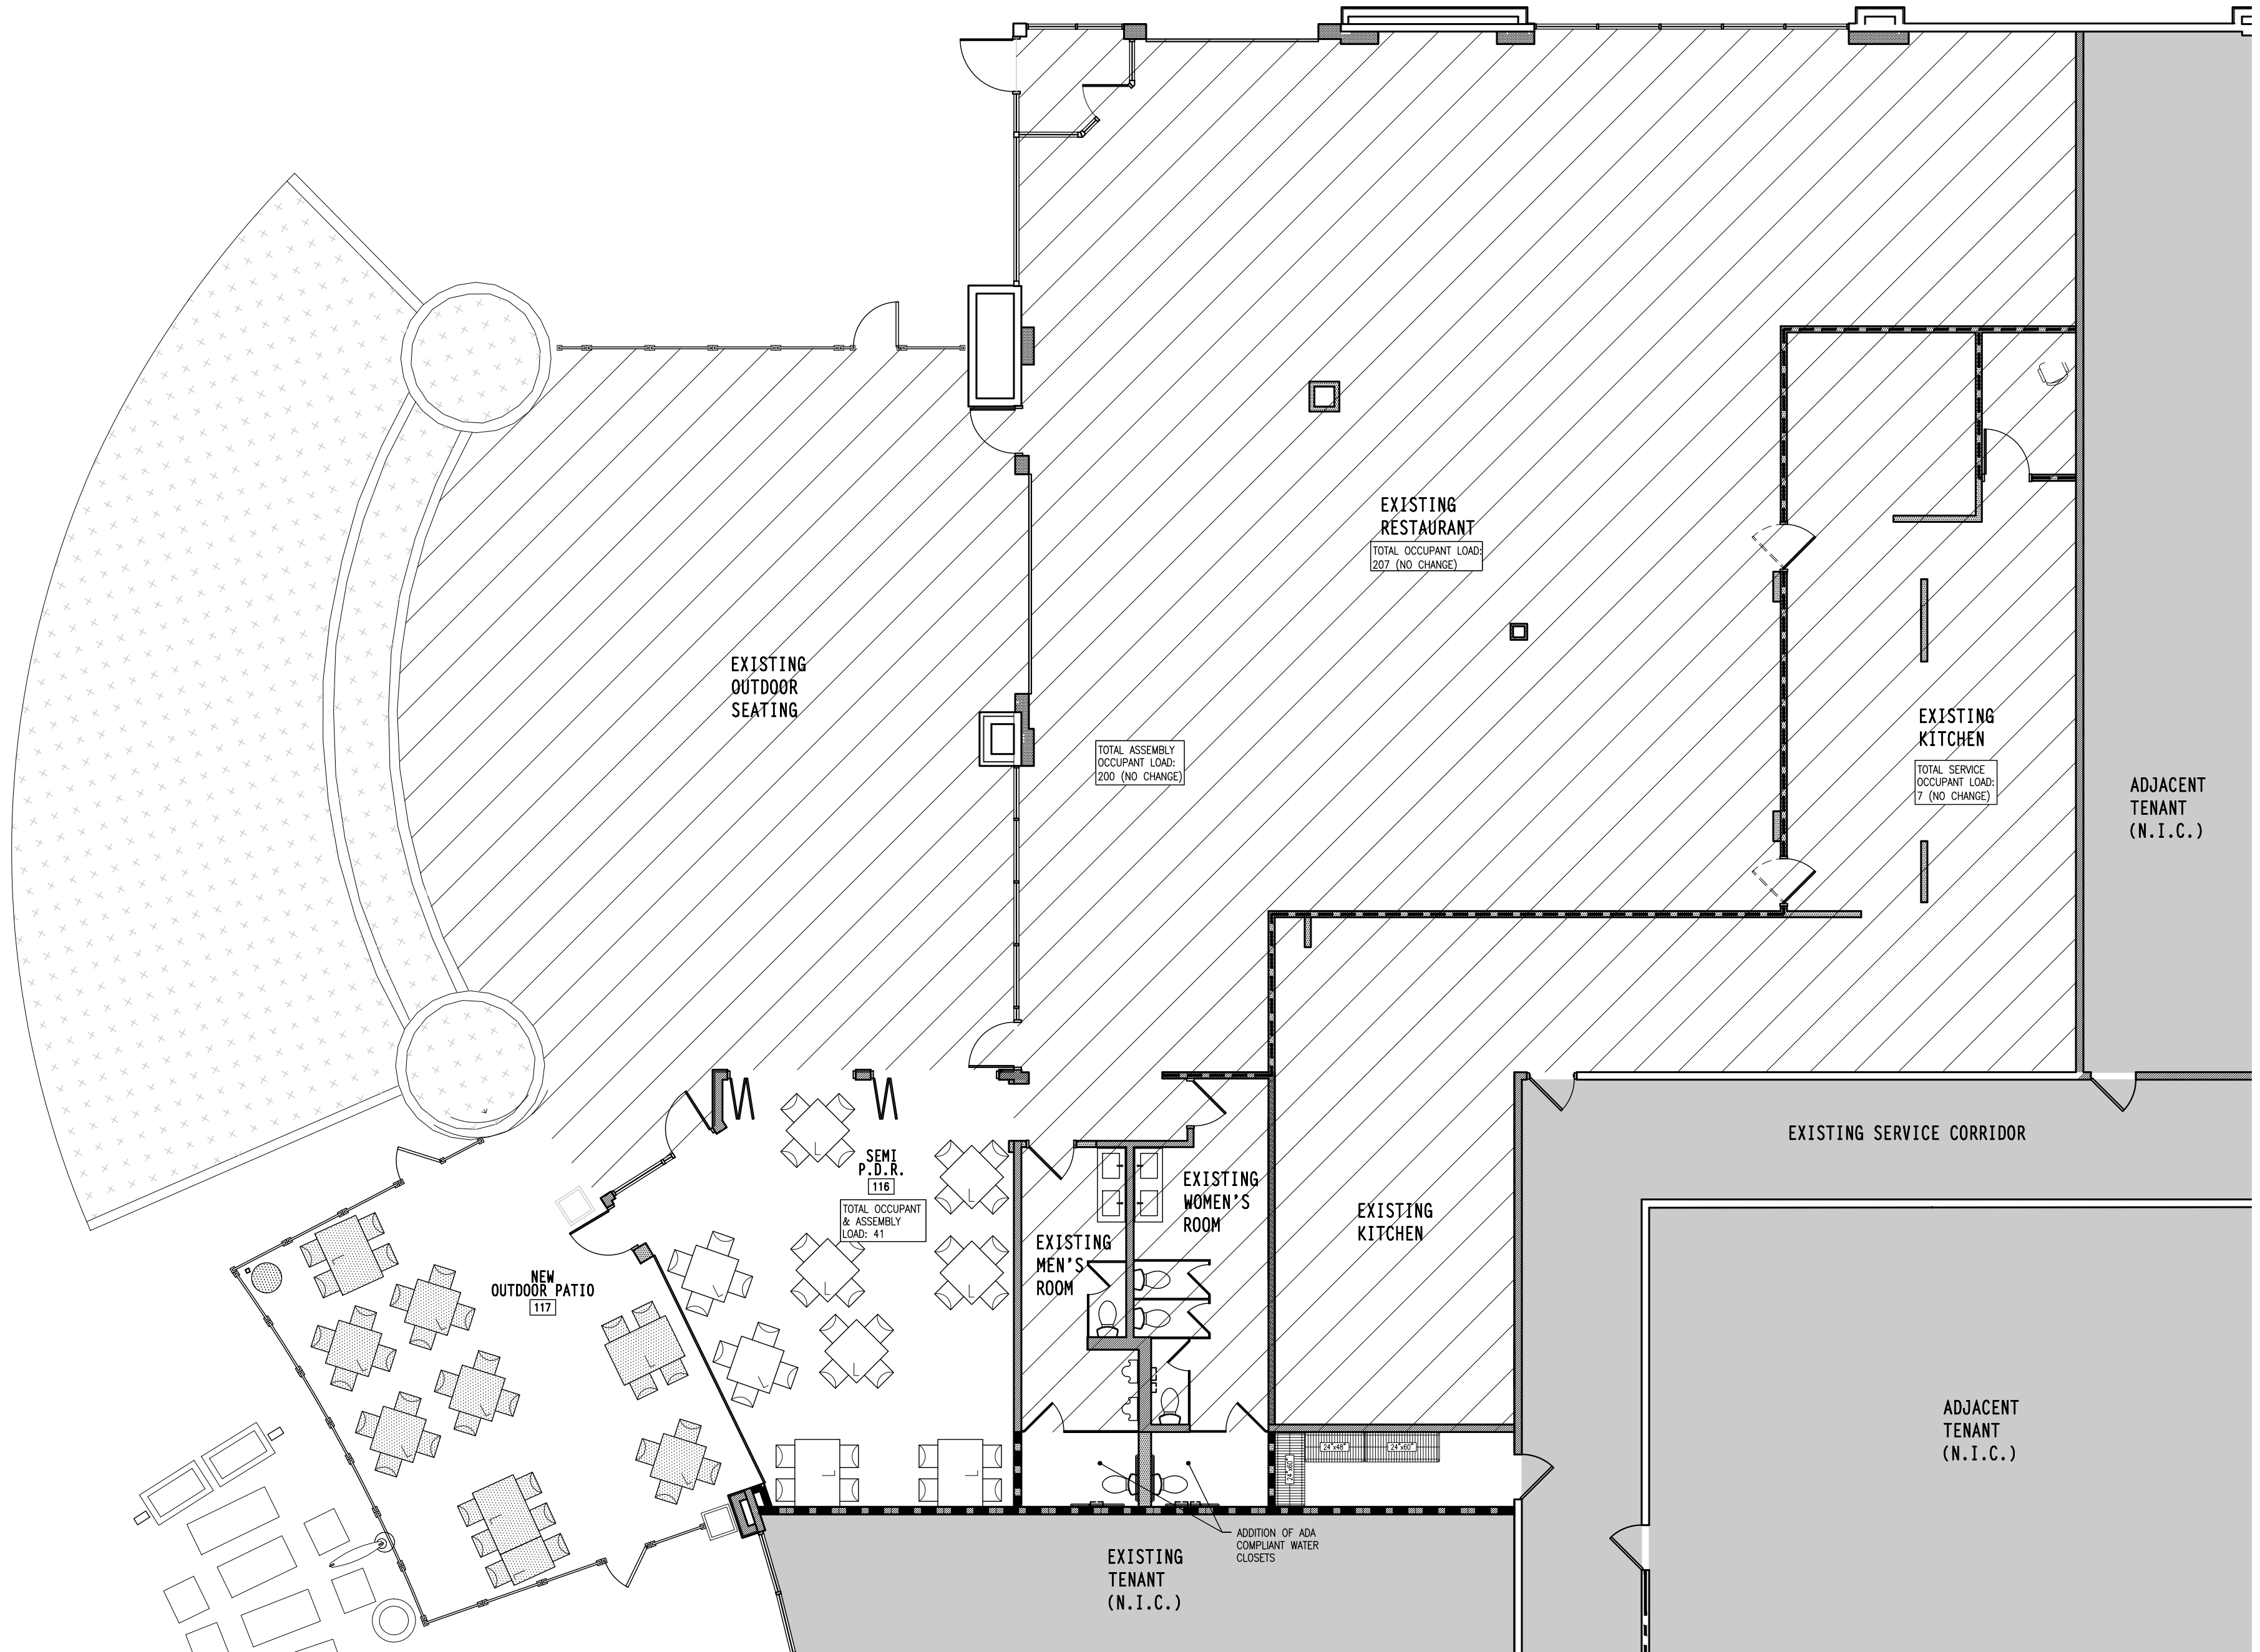 EXISTING
RESTAURANT
TOTAL OCCUPANT LOAD:
207 (NO CHANGE)
EXISTING
OUTDOOR
SEATING
TOTAL ASSEMBLY
OCCUPANT LOAD:
200 (NO CHANGE)
EXISTING
KITCHEN
TOTAL SERVICE
OCCUPANT LOAD:
7 (NO CHANGE)
ADJACENT
TENANT
(N.I.C.)
EXISTING SERVICE CORRIDOR
SEMI
P.D.R.
116
TOTAL OCCUPANT
& ASSEMBLY
LOAD: 41
EXISTING
WOMEN'S
ROOM
EXISTING
MEN'S
ROOM
EXISTING
KITCHEN
NEW
OUTDOOR PATIO
117
ADJACENT
TENANT
(N.I.C.)
24"x48"
24"x60"
24"x60"
ADDITION OF ADA
COMPLIANT WATER
CLOSETS
EXISTING
TENANT
(N.I.C.)